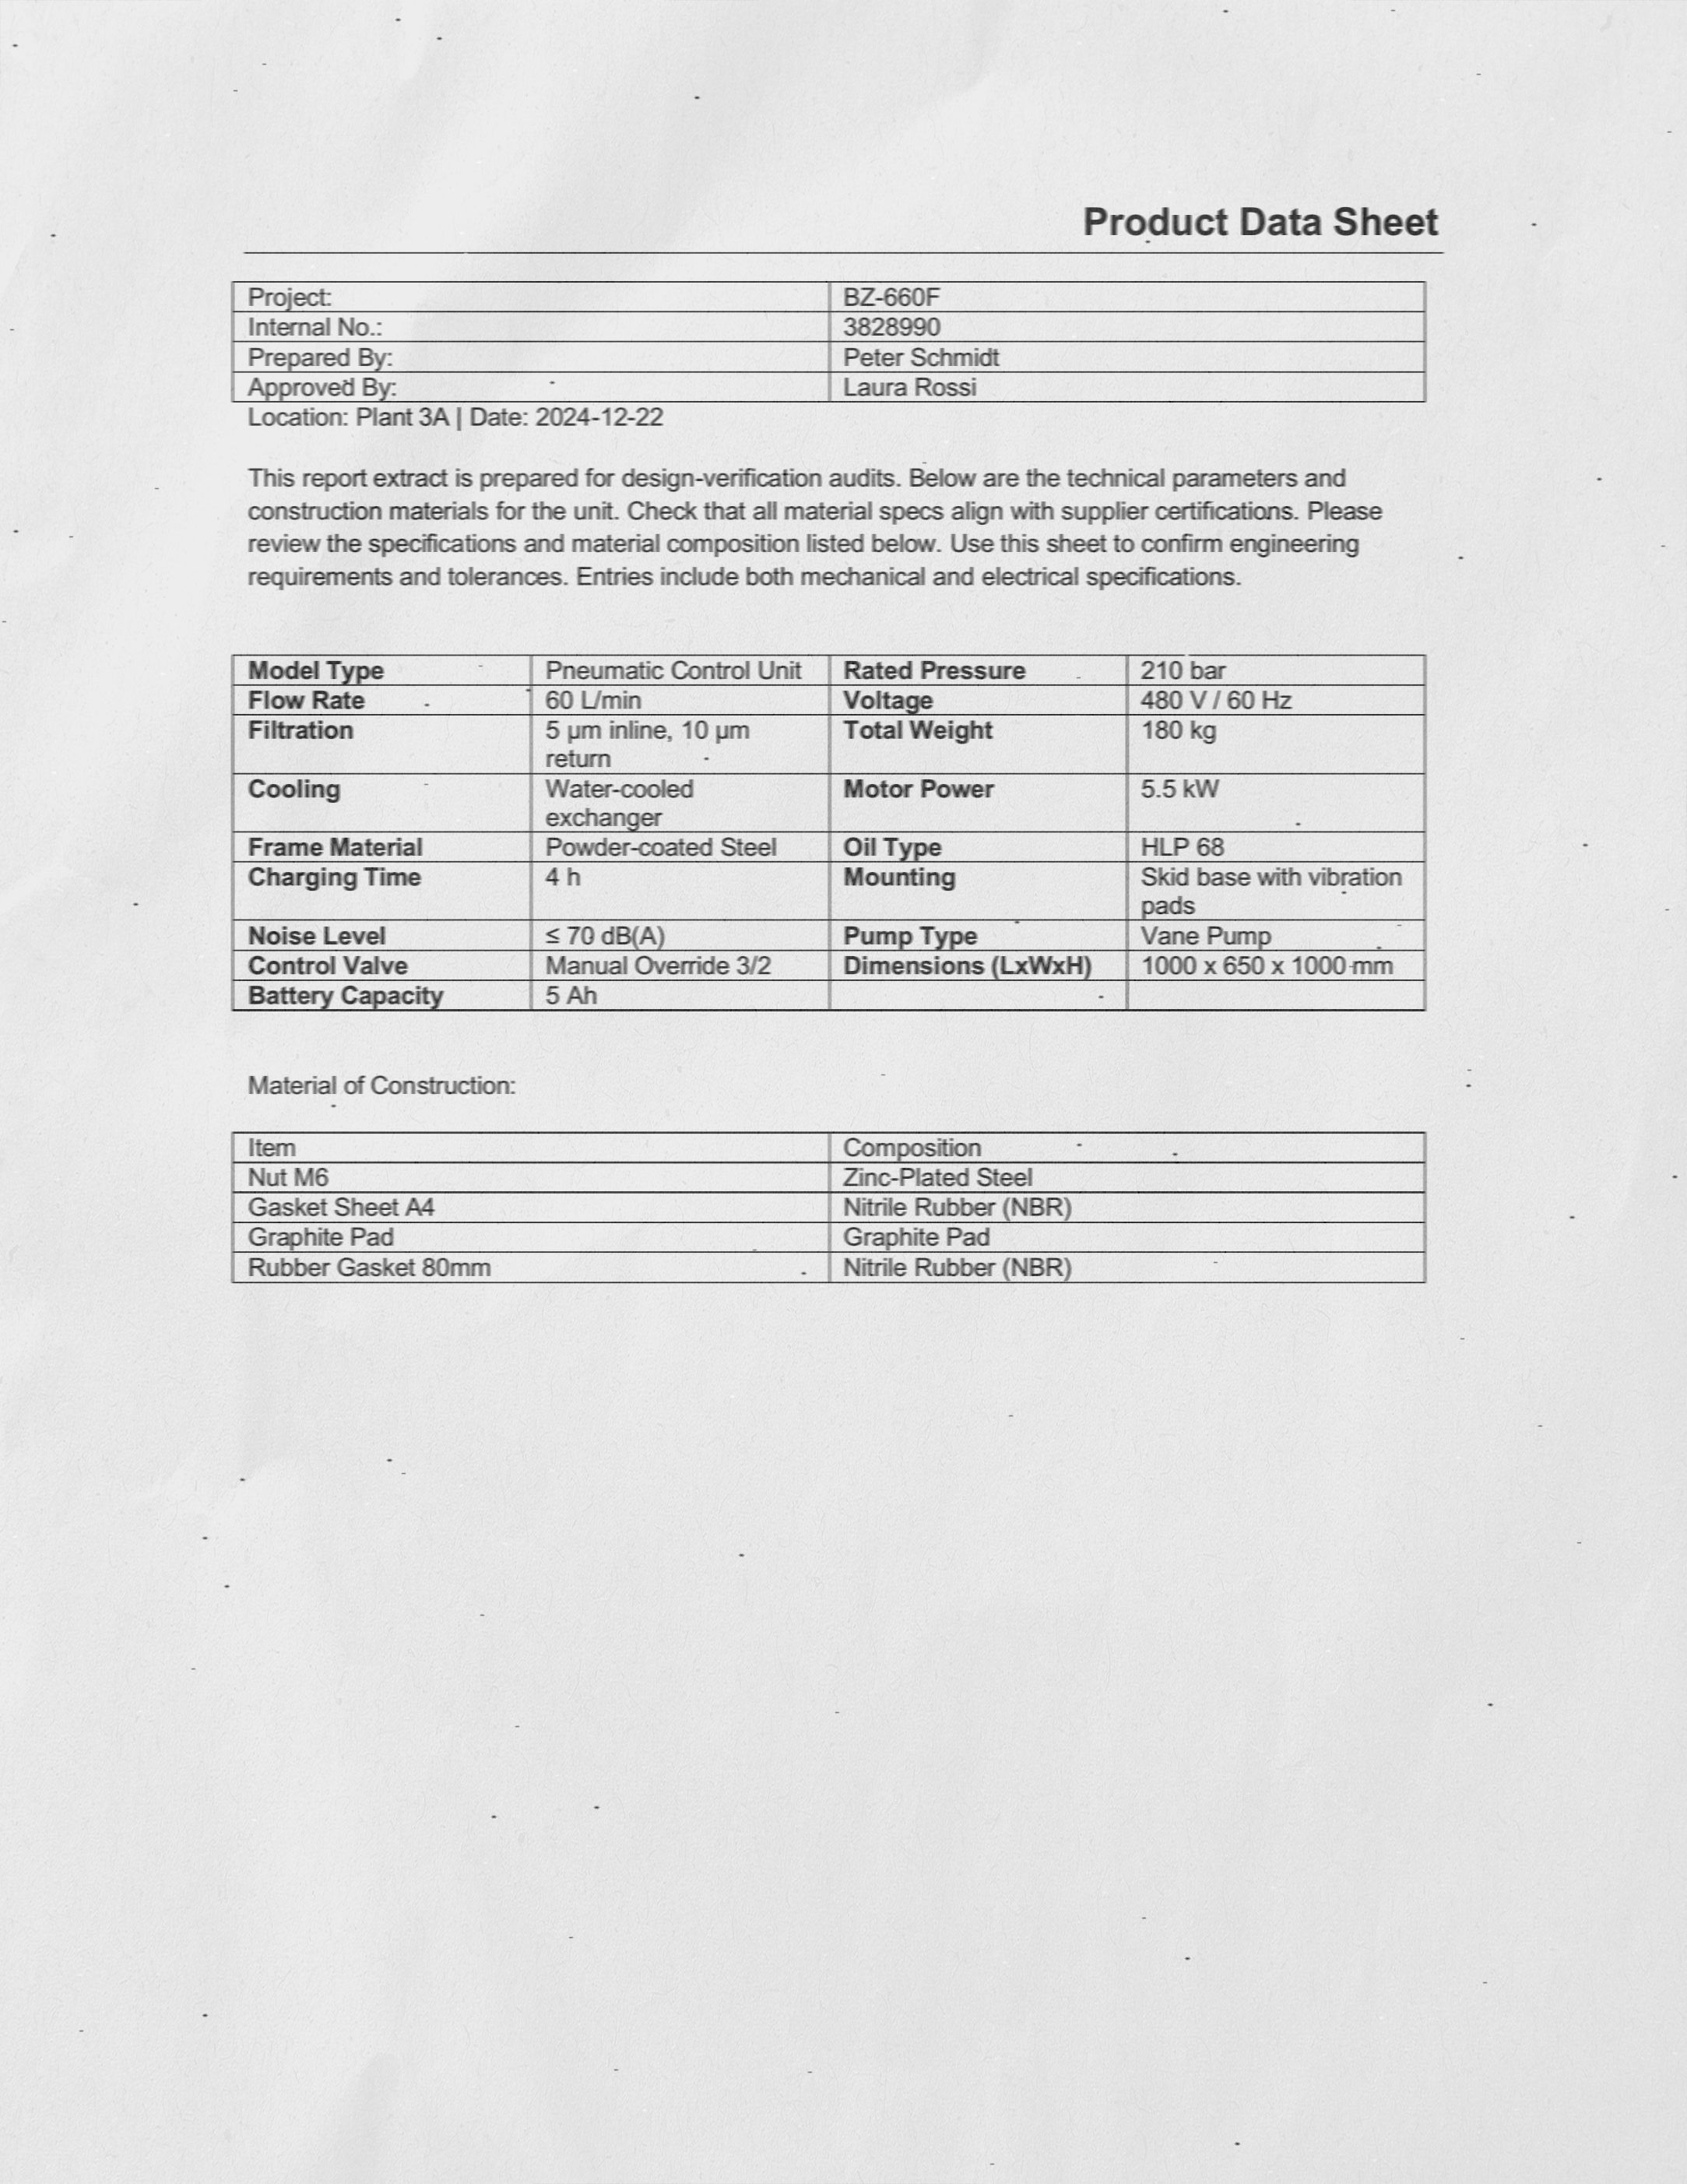 Product Data Sheet
Project: BZ-660F
Internal No.: 3828990
Prepared By: Peter Schmidt
Approved By: Laura Rossi
Location: Plant 3A | Date: 2024-12-22
This report extract is prepared for design-verification audits. Below are the technical parameters and
construction materials for the unit. Check that all material specs align with supplier certifications. Please
review the specifications and material composition listed below. Use this sheet to confirm engineering
requirements and tolerances. Entries include both mechanical and electrical specifications.
Model Type Pneumatic Control Unit Rated Pressure 210 bar
Flow Rate 60 L/min Voltage 480 V / 60 Hz
Filtration 5 µm inline, 10 µm Total Weight 180 kg
return
Cooling Water-cooled Motor Power 5.5 kW
exchanger
Frame Material Powder-coated Steel Oil Type HLP 68
Charging Time 4 h Mounting Skid base with vibration
pads
Noise Level ≤ 70 dB(A) Pump Type Vane Pump
Control Valve Manual Override 3/2 Dimensions (LxWxH) 1000 x 650 x 1000 mm
Battery Capacity 5 Ah
Material of Construction:
Item Composition
Nut M6 Zinc-Plated Steel
Gasket Sheet A4 Nitrile Rubber (NBR)
Graphite Pad Graphite Pad
Rubber Gasket 80mm Nitrile Rubber (NBR)